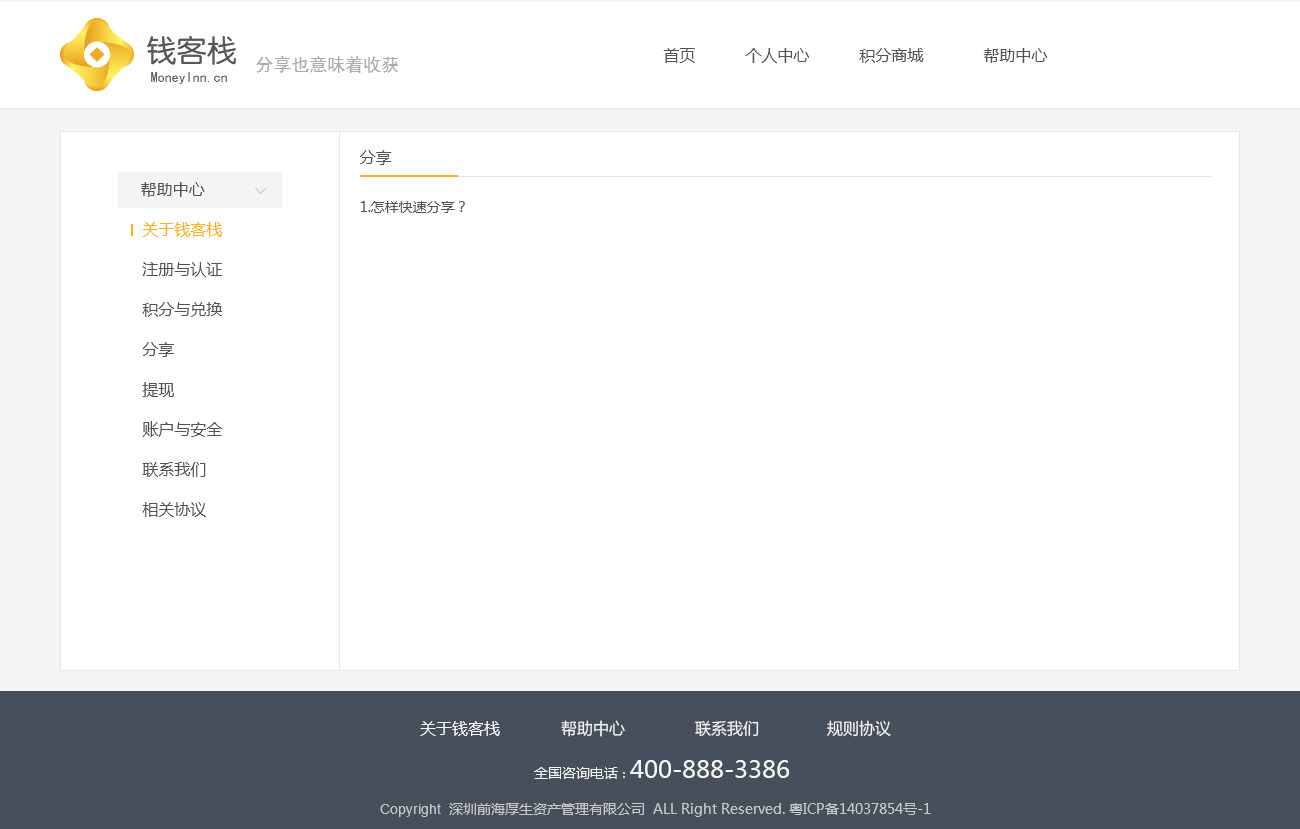 钱客栈
MoneyInn.cn
分享也意味着收获
首页 个人中心 积分商城 帮助中心
帮助中心
关于钱客栈
注册与认证
积分与兑换
分享
提现
账户与安全
联系我们
相关协议
分享
1.怎样快速分享？
关于钱客栈 帮助中心 联系我们 规则协议
全国咨询电话：400-888-3386
Copyright 深圳前海厚生资产管理有限公司 ALL Right Reserved. 粤ICP备14037854号-1